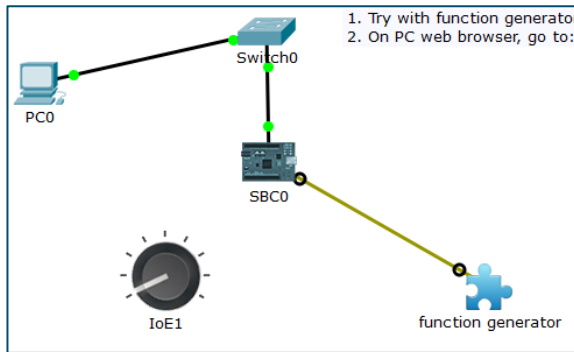 1. Try with function generator
2. On PC web browser, go to:
Switch0
PC0
SBC0
IoE1
function generator